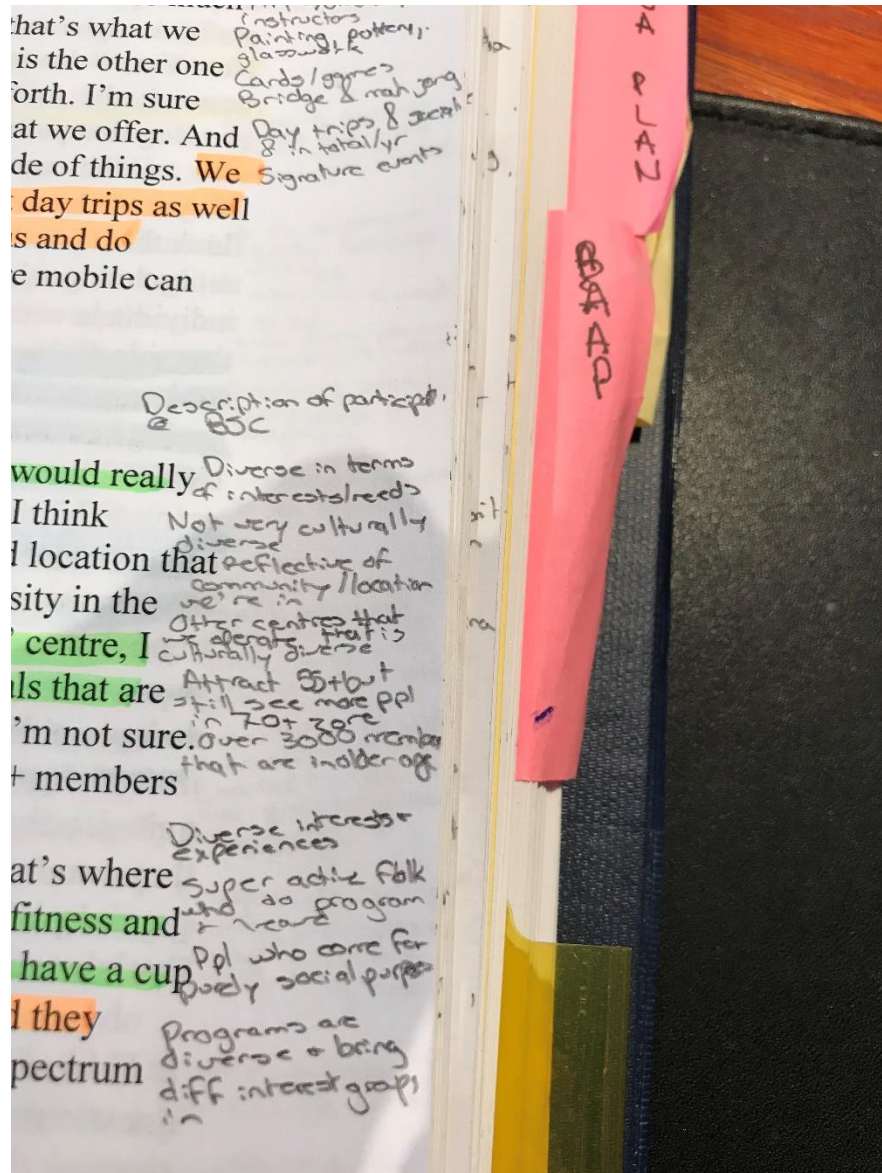 that's what we
is the other one
forth. I'm sure
at we offer. And
de of things. We
day trips as well
s and do
e mobile can
would really
I think
location that
sity in the
centre, I
ls that are
'm not sure.
+ members
at's where
fitness and
have a cup
d they
pectrum
instructors
Painting, pottery,
glasswork
Cards/games
Bridge & mah jong
Day trips &
8 in total/yr
Signature events
Description of
@ BSC
Diverse in terms
of interests/needs
Not very culturally
diverse
reflective of
community/location
we're in
Other centres that
we operate that is
culturally diverse
Attract 55+ but
still see more ppl
in 70+ zone
over 3000
that are in older age
Diverse interests +
experiences
super active folk
who do program
Ppl who come for
purely social
Programs are
diverse + bring
diff interest groups
in
A PLAN